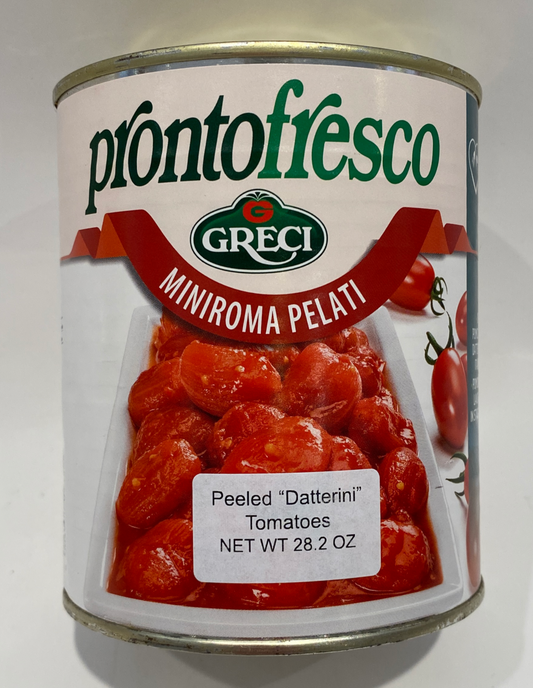 prontofresco
G
GRECI
MINIROMA PELATI
Peeled “Datterini”
Tomatoes
NET WT 28.2 OZ